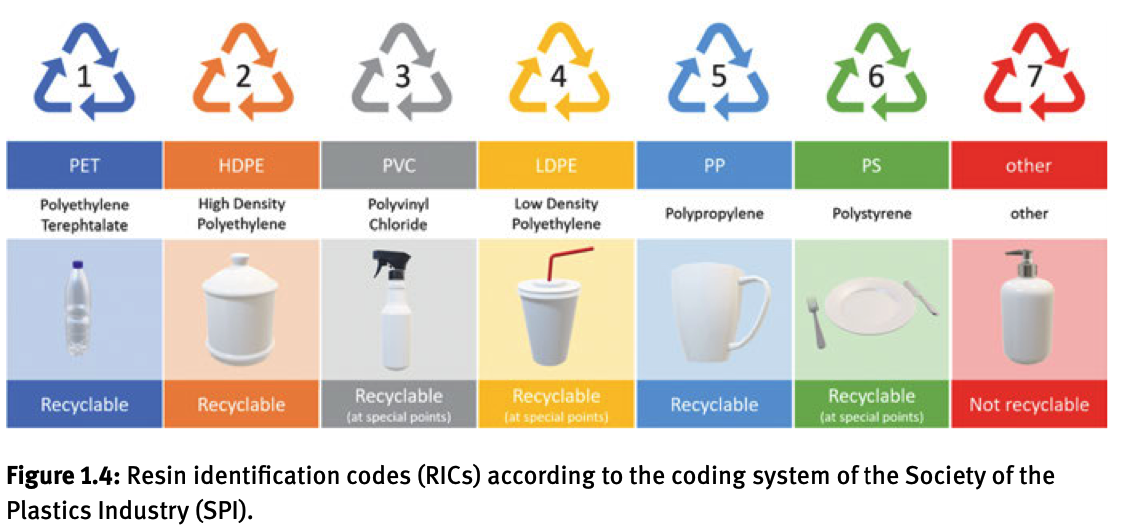 1 2 3 4 5 6 7
PET HDPE PVC LDPE PP PS other
Polyethylene
Terephtalate
High Density
Polyethylene
Polyvinyl
Chloride
Low Density
Polyethylene
Polypropylene
Polystyrene
other
Recyclable
Recyclable
Recyclable
(at special points)
Recyclable
(at special points)
Recyclable
Recyclable
(at special points)
Not recyclable
Figure 1.4: Resin identification codes (RICs) according to the coding system of the Society of the
Plastics Industry (SPI).